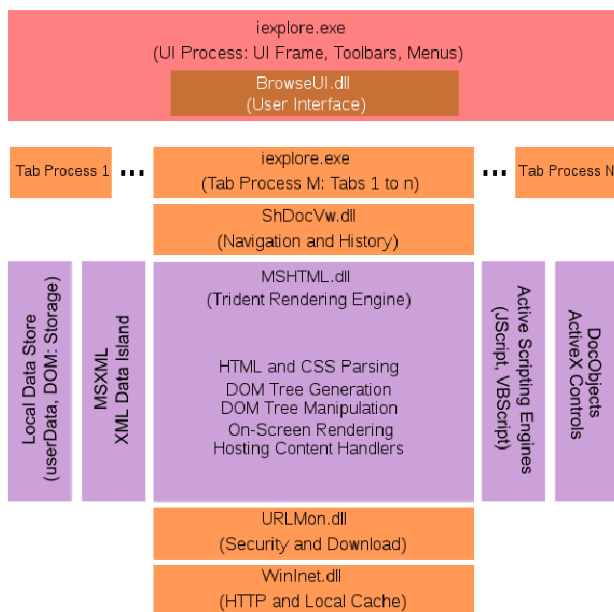 iexplore.exe
(UI Process: UI Frame, Toolbars, Menus)
BrowseUI.dll
(User Interface)
Tab Process 1
...
iexplore.exe
(Tab Process M: Tabs 1 to n)
...
Tab Process N
ShDocVw.dll
(Navigation and History)
Local Data Store
(userData, DOM: Storage)
MSXML
XML Data Island
MSHTML.dll
(Trident Rendering Engine)
HTML and CSS Parsing
DOM Tree Generation
DOM Tree Manipulation
On-Screen Rendering
Hosting Content Handlers
Active Scripting Engines
(JScript, VBScript)
DocObjects
ActiveX Controls
URLMon.dll
(Security and Download)
WinInet.dll
(HTTP and Local Cache)